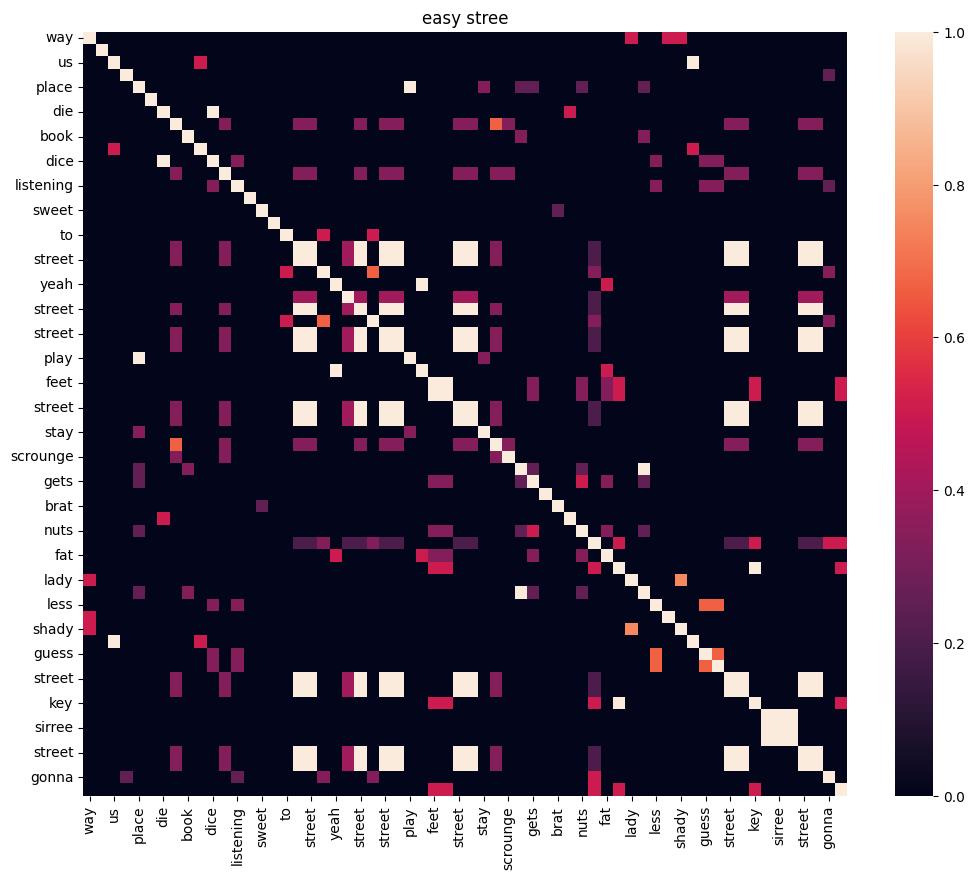 easy stree
way
us
place
die
book
dice
listening
sweet
to
street
yeah
street
street
play
feet
street
stay
scrounge
gets
brat
nuts
fat
lady
less
shady
guess
street
key
sirree
street
gonna
way
us
place
die
book
dice
listening
sweet
to
street
yeah
street
street
play
feet
street
stay
scrounge
gets
brat
nuts
fat
lady
less
shady
guess
street
key
sirree
street
gonna
1.0
0.8
0.6
0.4
0.2
0.0